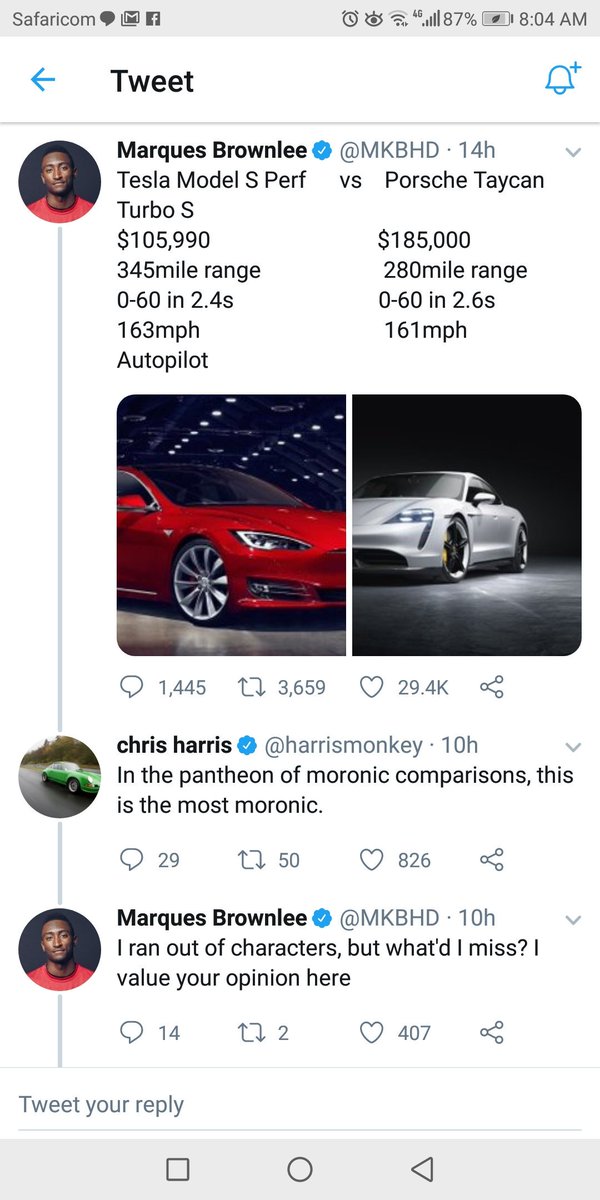 Safaricom 4G 87% 8:04 AM
Tweet
Marques Brownlee @MKBHD · 14h
Tesla Model S Perf vs Porsche Taycan
Turbo S
$105,990 $185,000
345mile range 280mile range
0-60 in 2.4s 0-60 in 2.6s
163mph 161mph
Autopilot
1,445 3,659 29.4K
chris harris @harrismonkey · 10h
In the pantheon of moronic comparisons, this
is the most moronic.
29 50 826
Marques Brownlee @MKBHD · 10h
I ran out of characters, but what'd I miss? I
value your opinion here
14 2 407
Tweet your reply